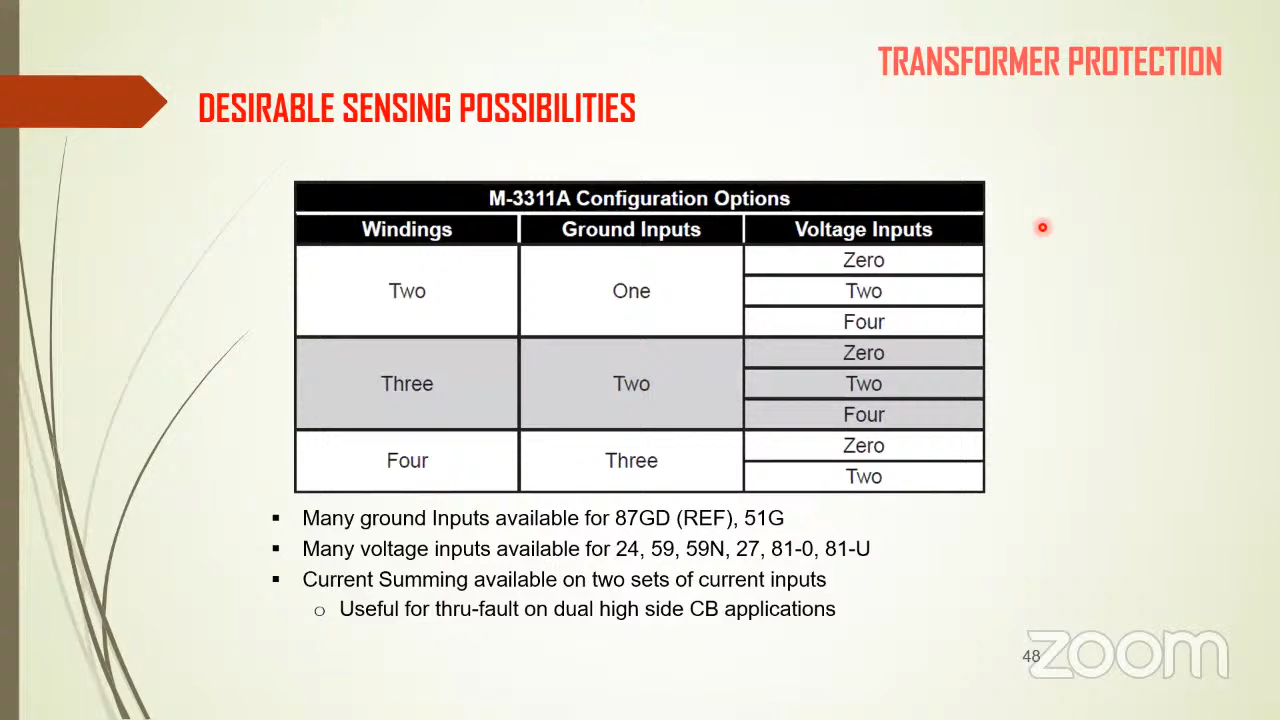 TRANSFORMER PROTECTION
DESIRABLE SENSING POSSIBILITIES
M-3311A Configuration Options
Windings Ground Inputs Voltage Inputs
Two One Zero
Two
Four
Three Two Zero
Two
Four
Four Three Zero
Two
▪ Many ground Inputs available for 87GD (REF), 51G
▪ Many voltage inputs available for 24, 59, 59N, 27, 81-0, 81-U
▪ Current Summing available on two sets of current inputs
o Useful for thru-fault on dual high side CB applications
48
zoom